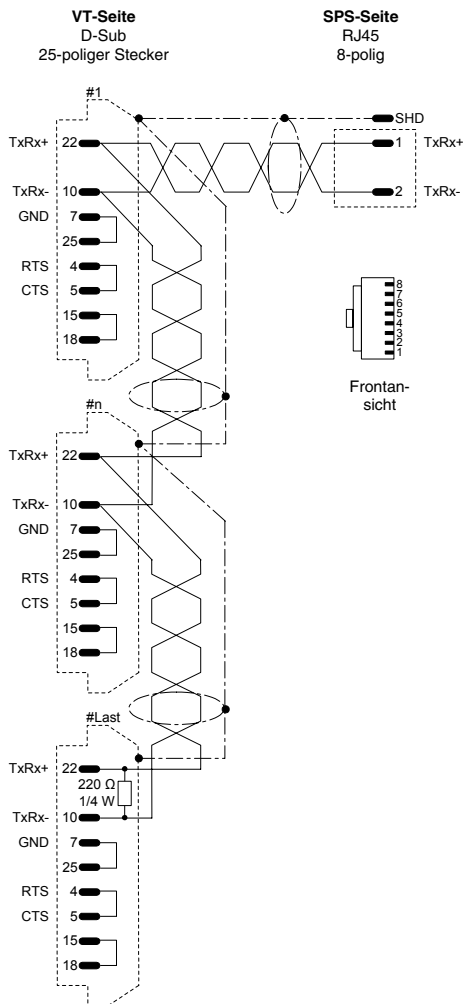 VT-Seite
D-Sub
25-poliger Stecker
SPS-Seite
RJ45
8-polig
#1
SHD
TxRx+ 22
1 TxRx+
TxRx- 10
2 TxRx-
GND 7
25
RTS 4
CTS 5
15
18
8
7
6
5
4
3
2
1
Frontan-
sicht
#n
TxRx+ 22
TxRx- 10
GND 7
25
RTS 4
CTS 5
15
18
#Last
TxRx+ 22
220 Ω
1/4 W
TxRx- 10
GND 7
25
RTS 4
CTS 5
15
18